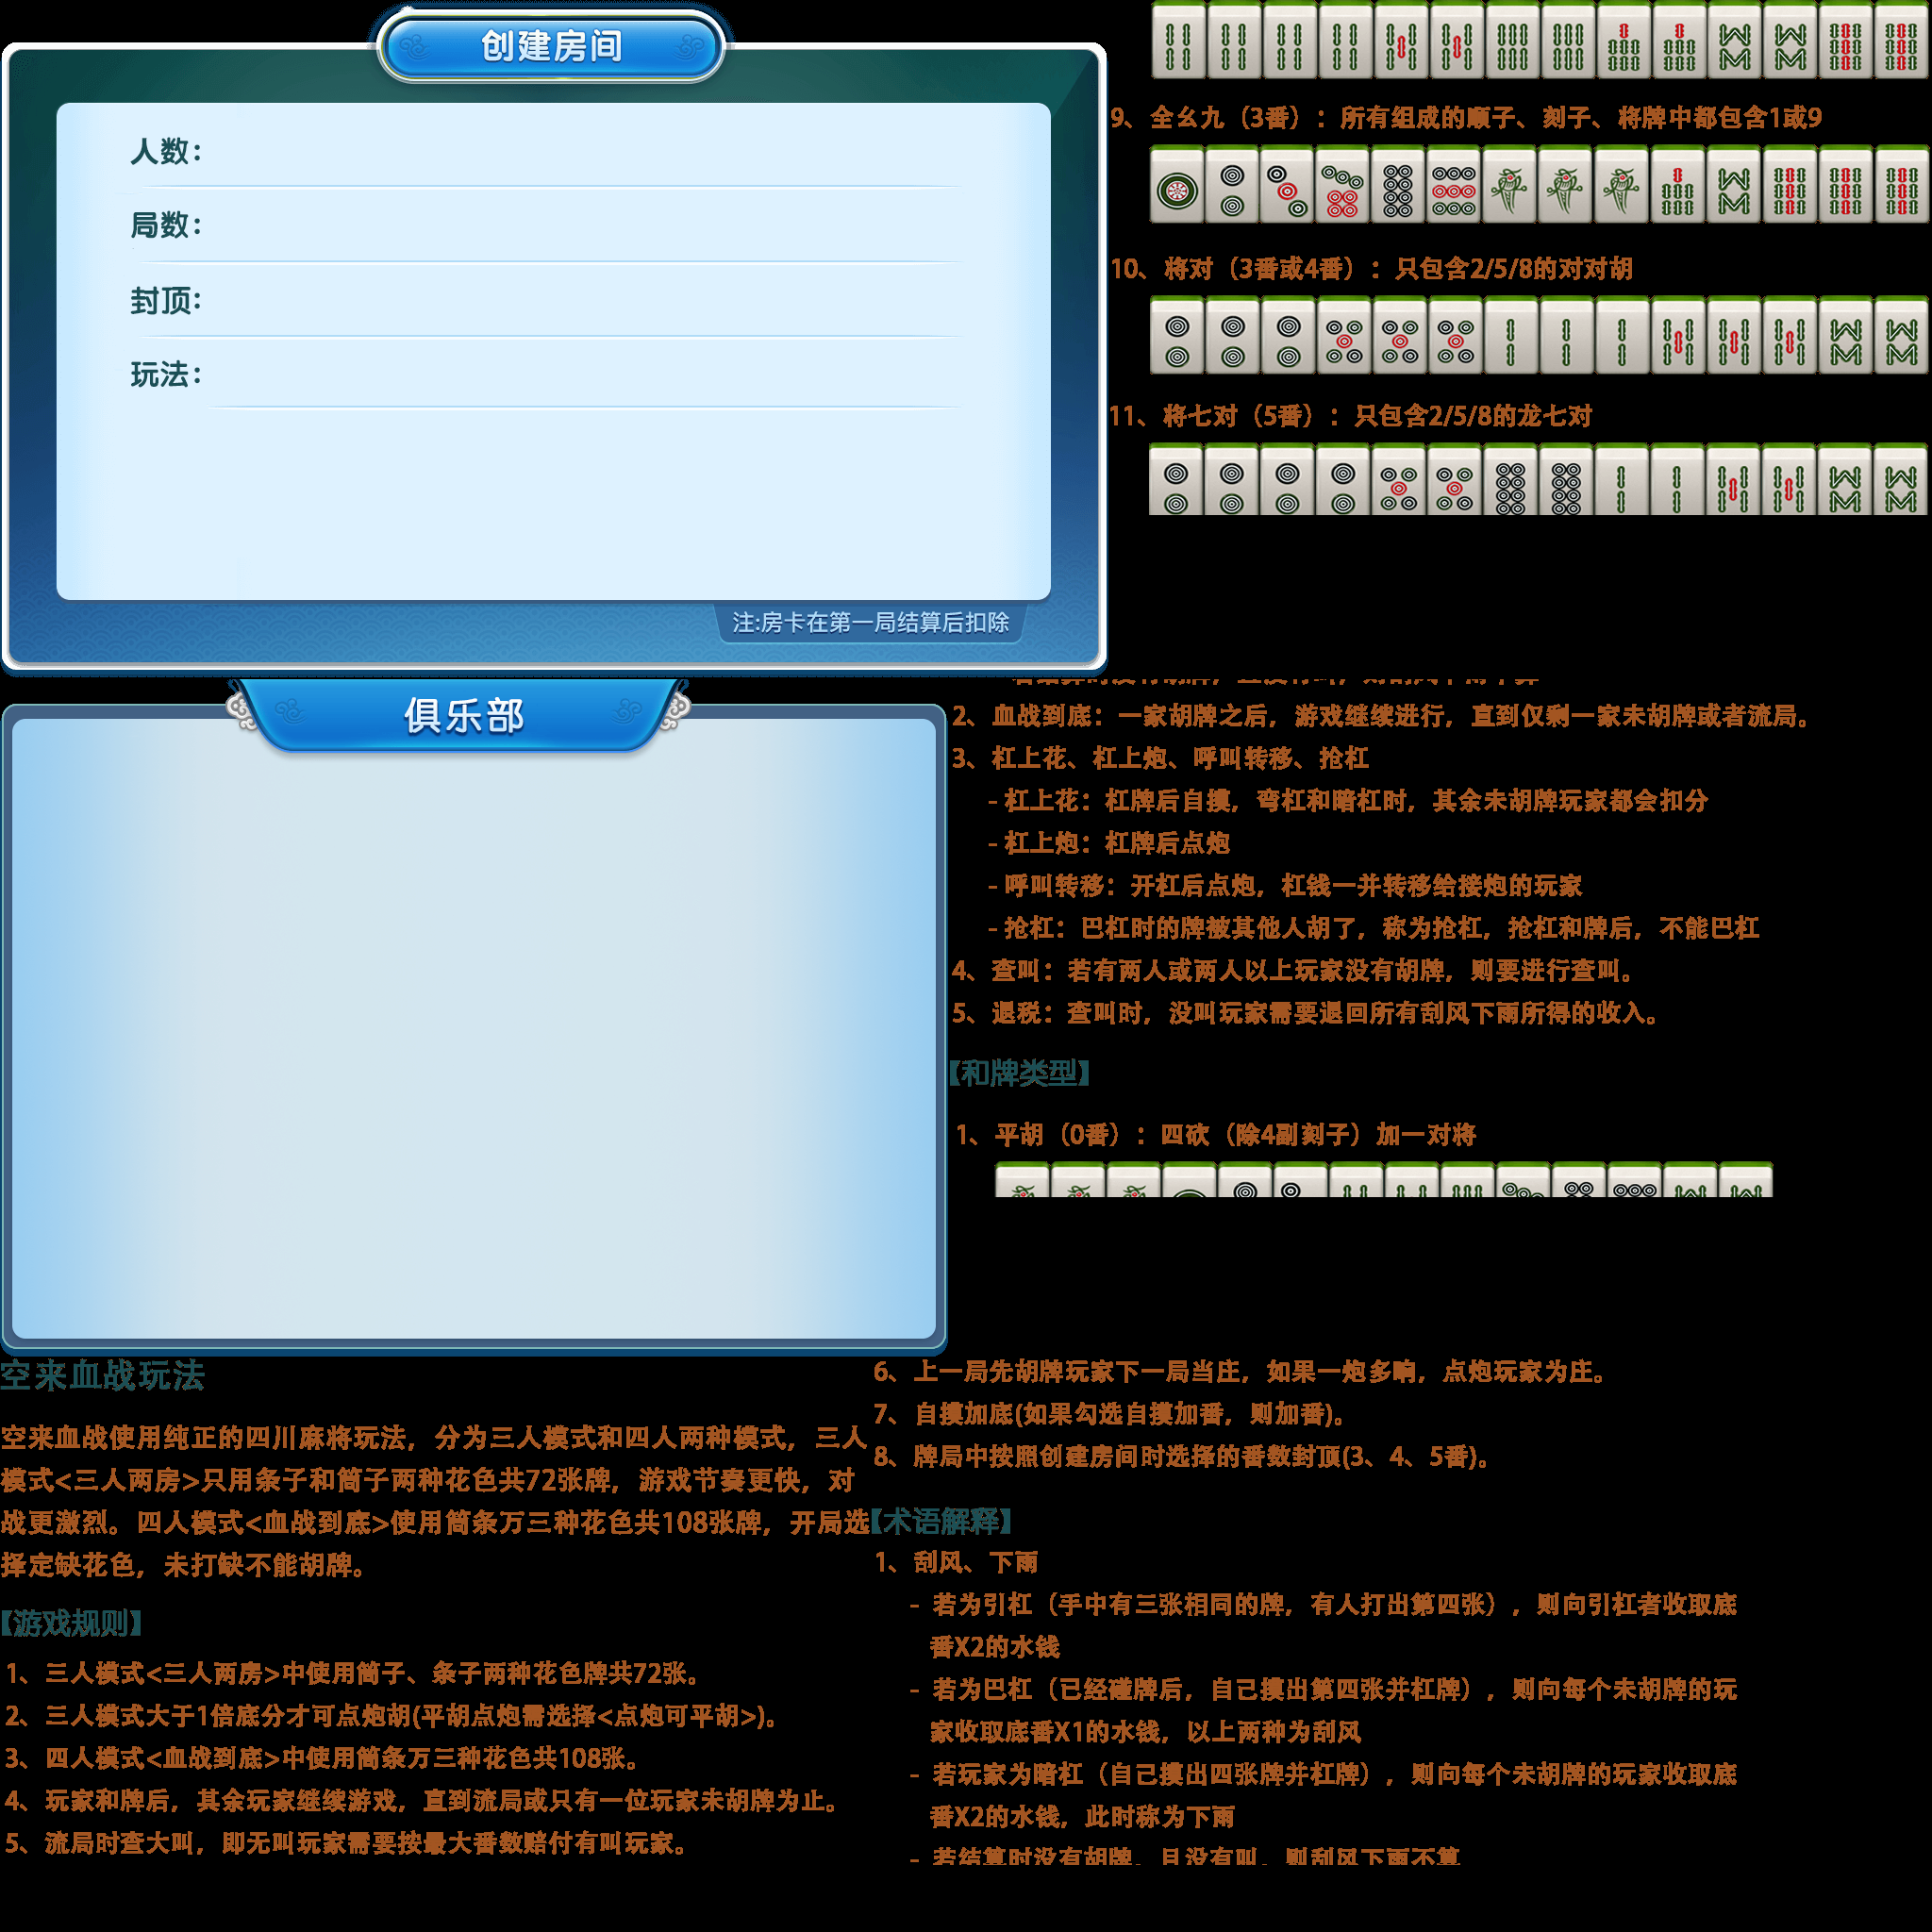 创建房间
人数：
局数：
封顶：
玩法：
注:房卡在第一局结算后扣除
9、全幺九（3番）：所有组成的顺子、刻子、将牌中都包含1或9
10、将对（3番或4番）：只包含2/5/8的对对胡
11、将七对（5番）：只包含2/5/8的龙七对
俱乐部
2、血战到底：一家胡牌之后，游戏继续进行，直到仅剩一家未胡牌或者流局。
3、杠上花、杠上炮、呼叫转移、抢杠
- 杠上花：杠牌后自摸，弯杠和暗杠时，其余未胡牌玩家都会扣分
- 杠上炮：杠牌后点炮
- 呼叫转移：开杠后点炮，杠钱一并转移给接炮的玩家
- 抢杠：巴杠时的牌被其他人胡了，称为抢杠，抢杠和牌后，不能巴杠
4、查叫：若有两人或两人以上玩家没有胡牌，则要进行查叫。
5、退税：查叫时，没叫玩家需要退回所有刮风下雨所得的收入。
【和牌类型】
1、平胡（0番）：四砍（除4副刻子）加一对将
空来血战玩法
空来血战使用纯正的四川麻将玩法，分为三人模式和四人两种模式，三人
模式<三人两房>只用条子和筒子两种花色共72张牌，游戏节奏更快，对
战更激烈。四人模式<血战到底>使用筒条万三种花色共108张牌，开局选
择定缺花色，未打缺不能胡牌。
【游戏规则】
1、三人模式<三人两房>中使用筒子、条子两种花色牌共72张。
2、三人模式大于1倍底分才可点炮胡(平胡点炮需选择<点炮可平胡>)。
3、四人模式<血战到底>中使用筒条万三种花色共108张。
4、玩家和牌后，其余玩家继续游戏，直到流局或只有一位玩家未胡牌为止。
5、流局时查大叫，即无叫玩家需要按最大番数赔付有叫玩家。
6、上一局先胡牌玩家下一局当庄，如果一炮多响，点炮玩家为庄。
7、自摸加底(如果勾选自摸加番，则加番)。
8、牌局中按照创建房间时选择的番数封顶(3、4、5番)。
【术语解释】
1、刮风、下雨
- 若为引杠（手中有三张相同的牌，有人打出第四张），则向引杠者收取底
番X2的水钱
- 若为巴杠（已经碰牌后，自己摸出第四张并杠牌），则向每个未胡牌的玩
家收取底番X1的水钱，以上两种为刮风
- 若玩家为暗杠（自己摸出四张牌并杠牌），则向每个未胡牌的玩家收取底
番X2的水钱，此时称为下雨
- 若结算时没有胡牌，且没有叫，则刮风下雨不算